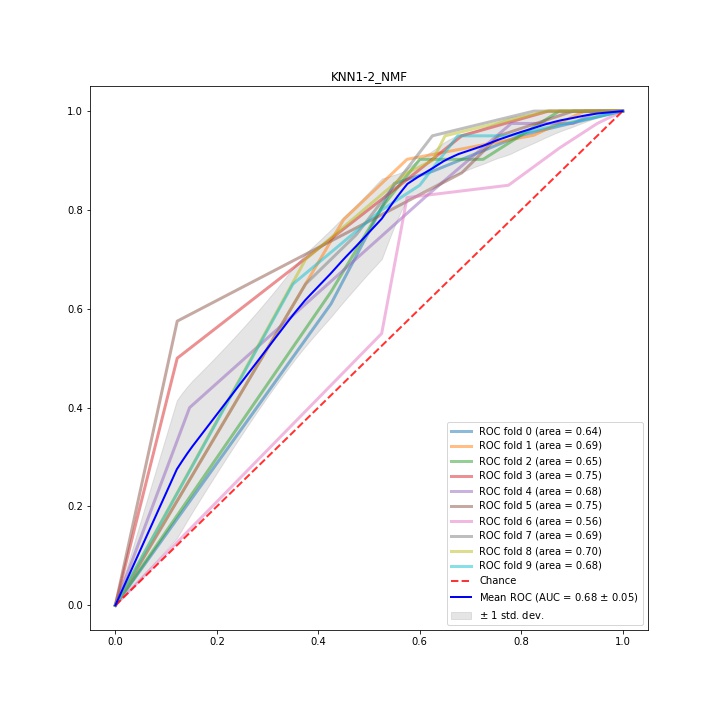 KNN1-2_NMF
1.0
0.8
0.6
0.4
0.2
0.0
0.0 0.2 0.4 0.6 0.8 1.0
ROC fold 0 (area = 0.64)
ROC fold 1 (area = 0.69)
ROC fold 2 (area = 0.65)
ROC fold 3 (area = 0.75)
ROC fold 4 (area = 0.68)
ROC fold 5 (area = 0.75)
ROC fold 6 (area = 0.56)
ROC fold 7 (area = 0.69)
ROC fold 8 (area = 0.70)
ROC fold 9 (area = 0.68)
Chance
Mean ROC (AUC = 0.68 ± 0.05)
± 1 std. dev.